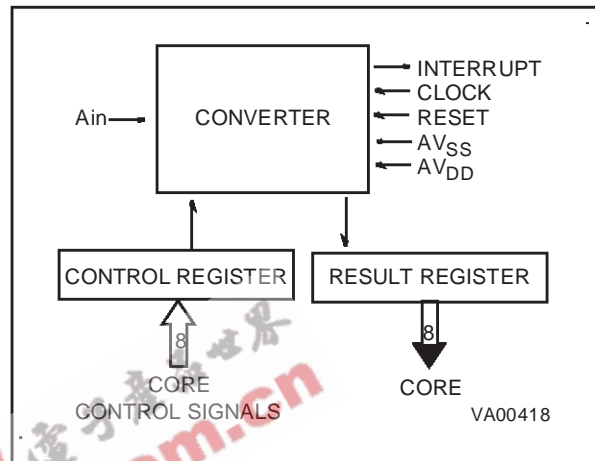 INTERRUPT
CLOCK
Ain
CONVERTER
RESET
AVSS
AVDD
CONTROL REGISTER
RESULT REGISTER
8
8
CORE
CONTROL SIGNALS
CORE
VA00418